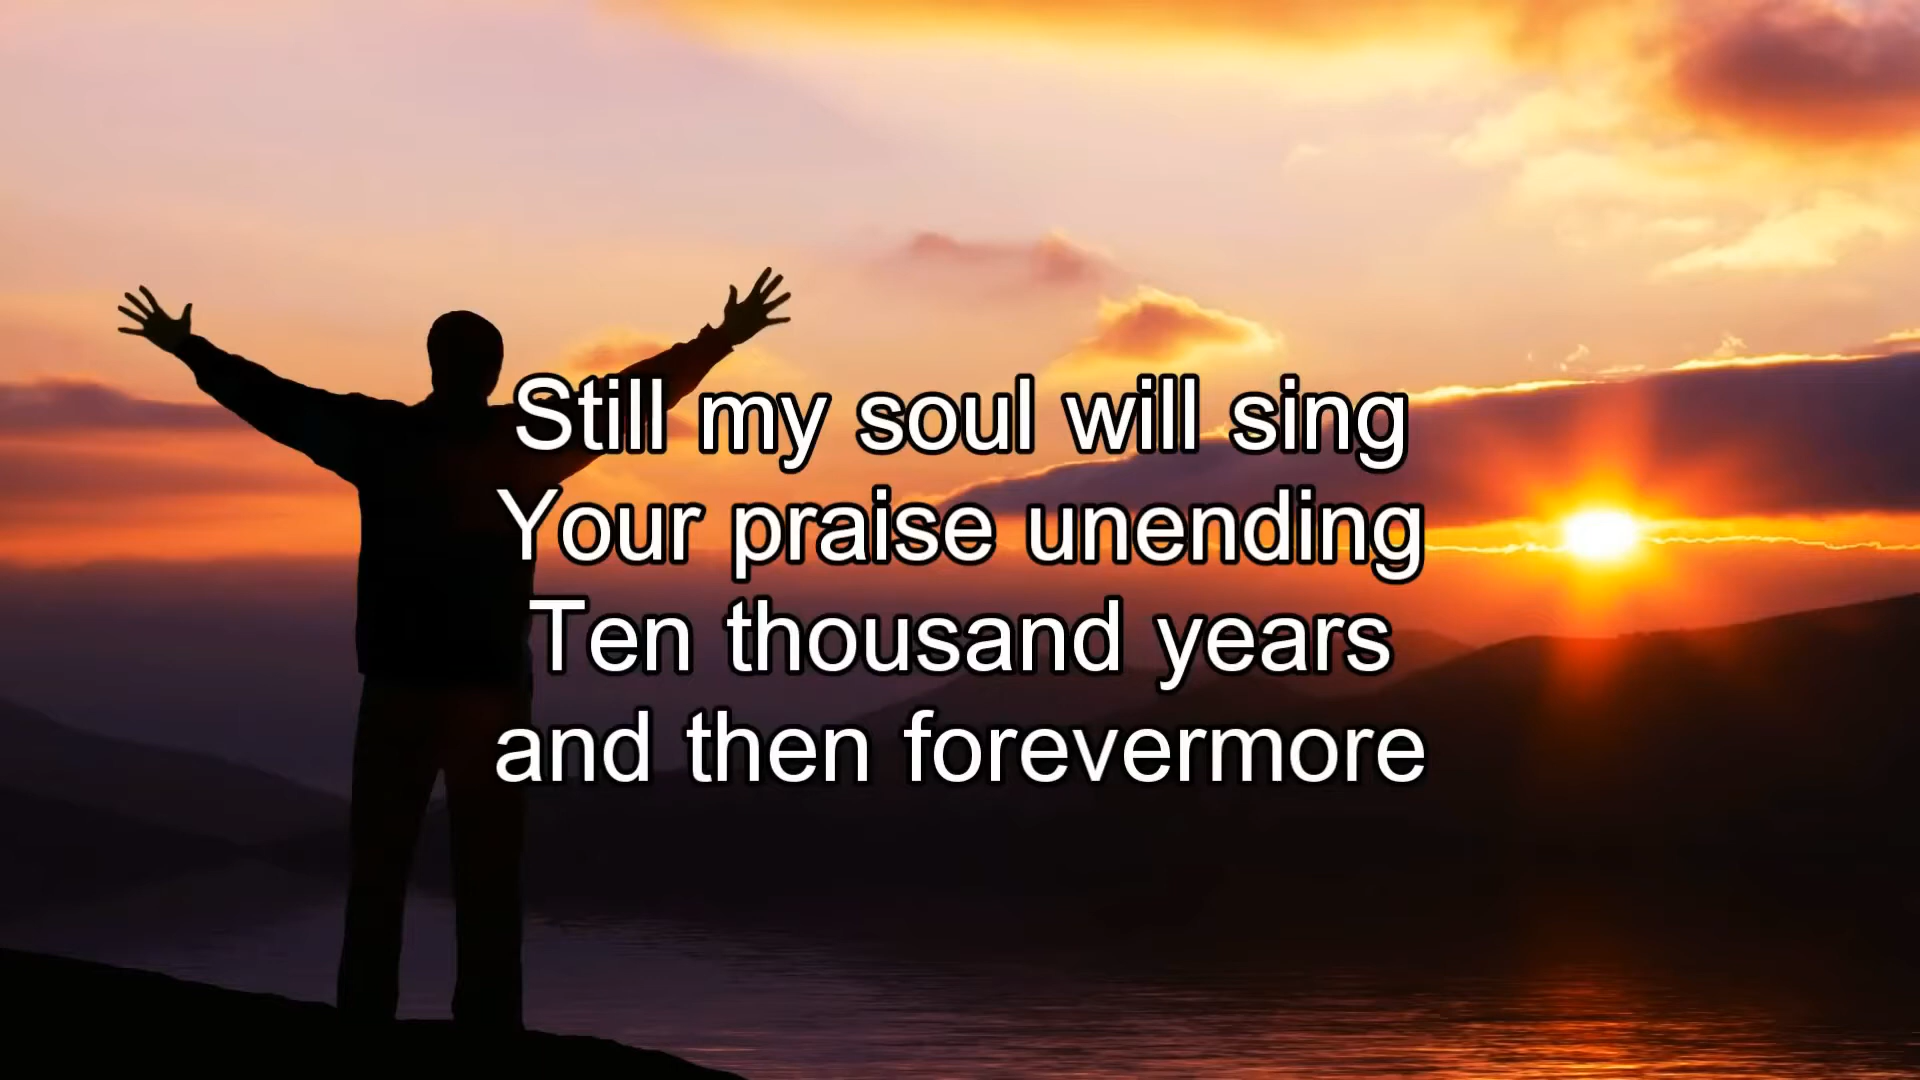 Still my soul will sing
Your praise unending
Ten thousand years
and then forevermore